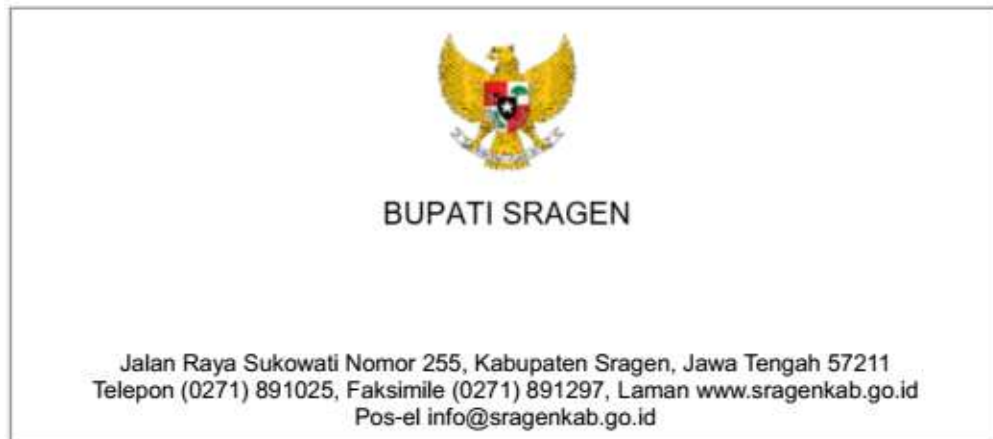 BUPATI SRAGEN
Jalan Raya Sukowati Nomor 255, Kabupaten Sragen, Jawa Tengah 57211
Telepon (0271) 891025, Faksimile (0271) 891297, Laman www.sragenkab.go.id
Pos-el info@sragenkab.go.id